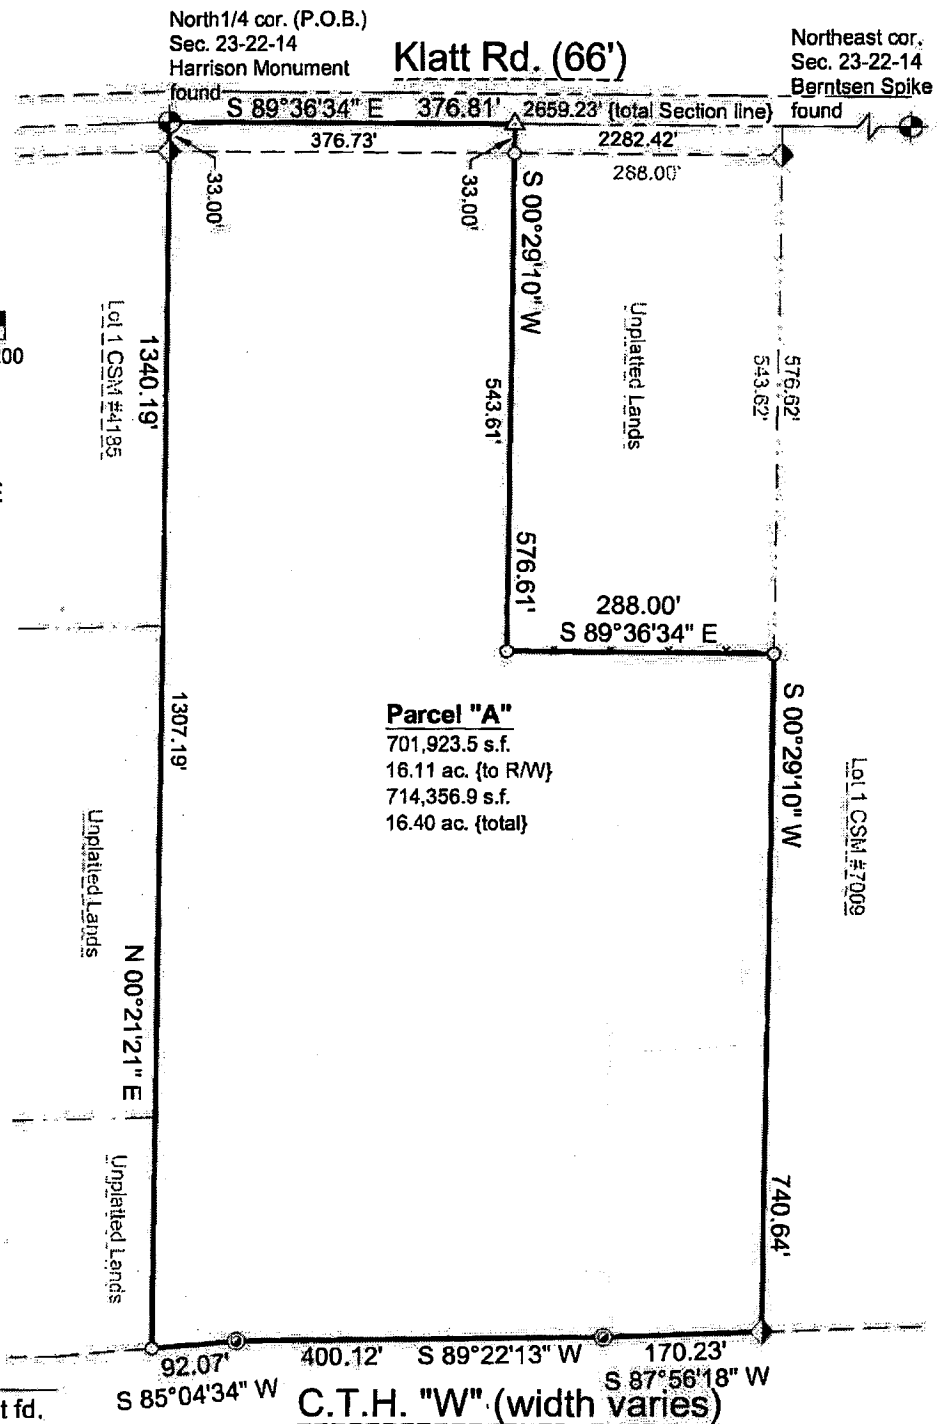 North1/4 cor. (P.O.B.)
Sec. 23-22-14
Harrison Monument
found
Klatt Rd. (66')
Northeast cor.
Sec. 23-22-14
Berntsen Spike
found
S 89°36'34" E 376.81'
2659.23' {total Section line}
376.73'
2282.42'
288.00'
33.00'
33.00'
S 00°29'10" W
Lot 1 CSM #4185
1340.19'
543.61'
Unplatted Lands
576.62'
543.62'
00
576.61'
288.00'
S 89°36'34" E
1307.19'
Parcel "A"
701,923.5 s.f.
16.11 ac. {to R/W}
714,356.9 s.f.
16.40 ac. {total}
S 00°29'10" W
Lot 1 CSM #7009
Unplatted Lands
N 00°21'21" E
Unplatted Lands
740.64'
92.07'
S 85°04'34" W
400.12'
S 89°22'13" W
170.23'
S 87°56'18" W
C.T.H. "W" (width varies)
t fd.